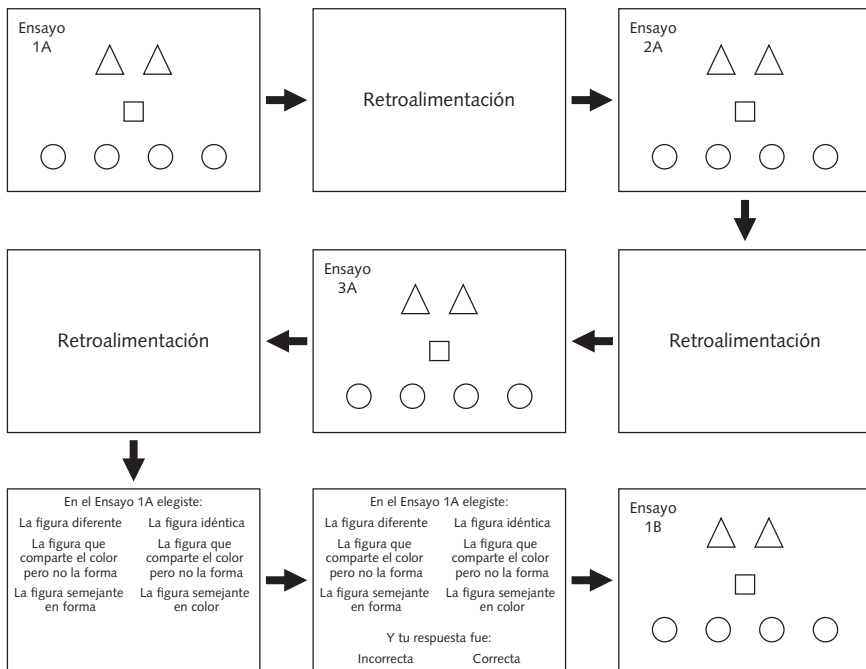 Ensayo
1A
Retroalimentación
Ensayo
2A
Retroalimentación
Ensayo
3A
Retroalimentación
En el Ensayo 1A elegiste:
La figura diferente La figura idéntica
La figura que La figura que
comparte el color comparte el color
pero no la forma pero no la forma
La figura semejante La figura semejante
en forma en color
En el Ensayo 1A elegiste:
La figura diferente La figura idéntica
La figura que La figura que
comparte el color comparte el color
pero no la forma pero no la forma
La figura semejante La figura semejante
en forma en color
Y tu respuesta fue:
Incorrecta Correcta
Ensayo
1B